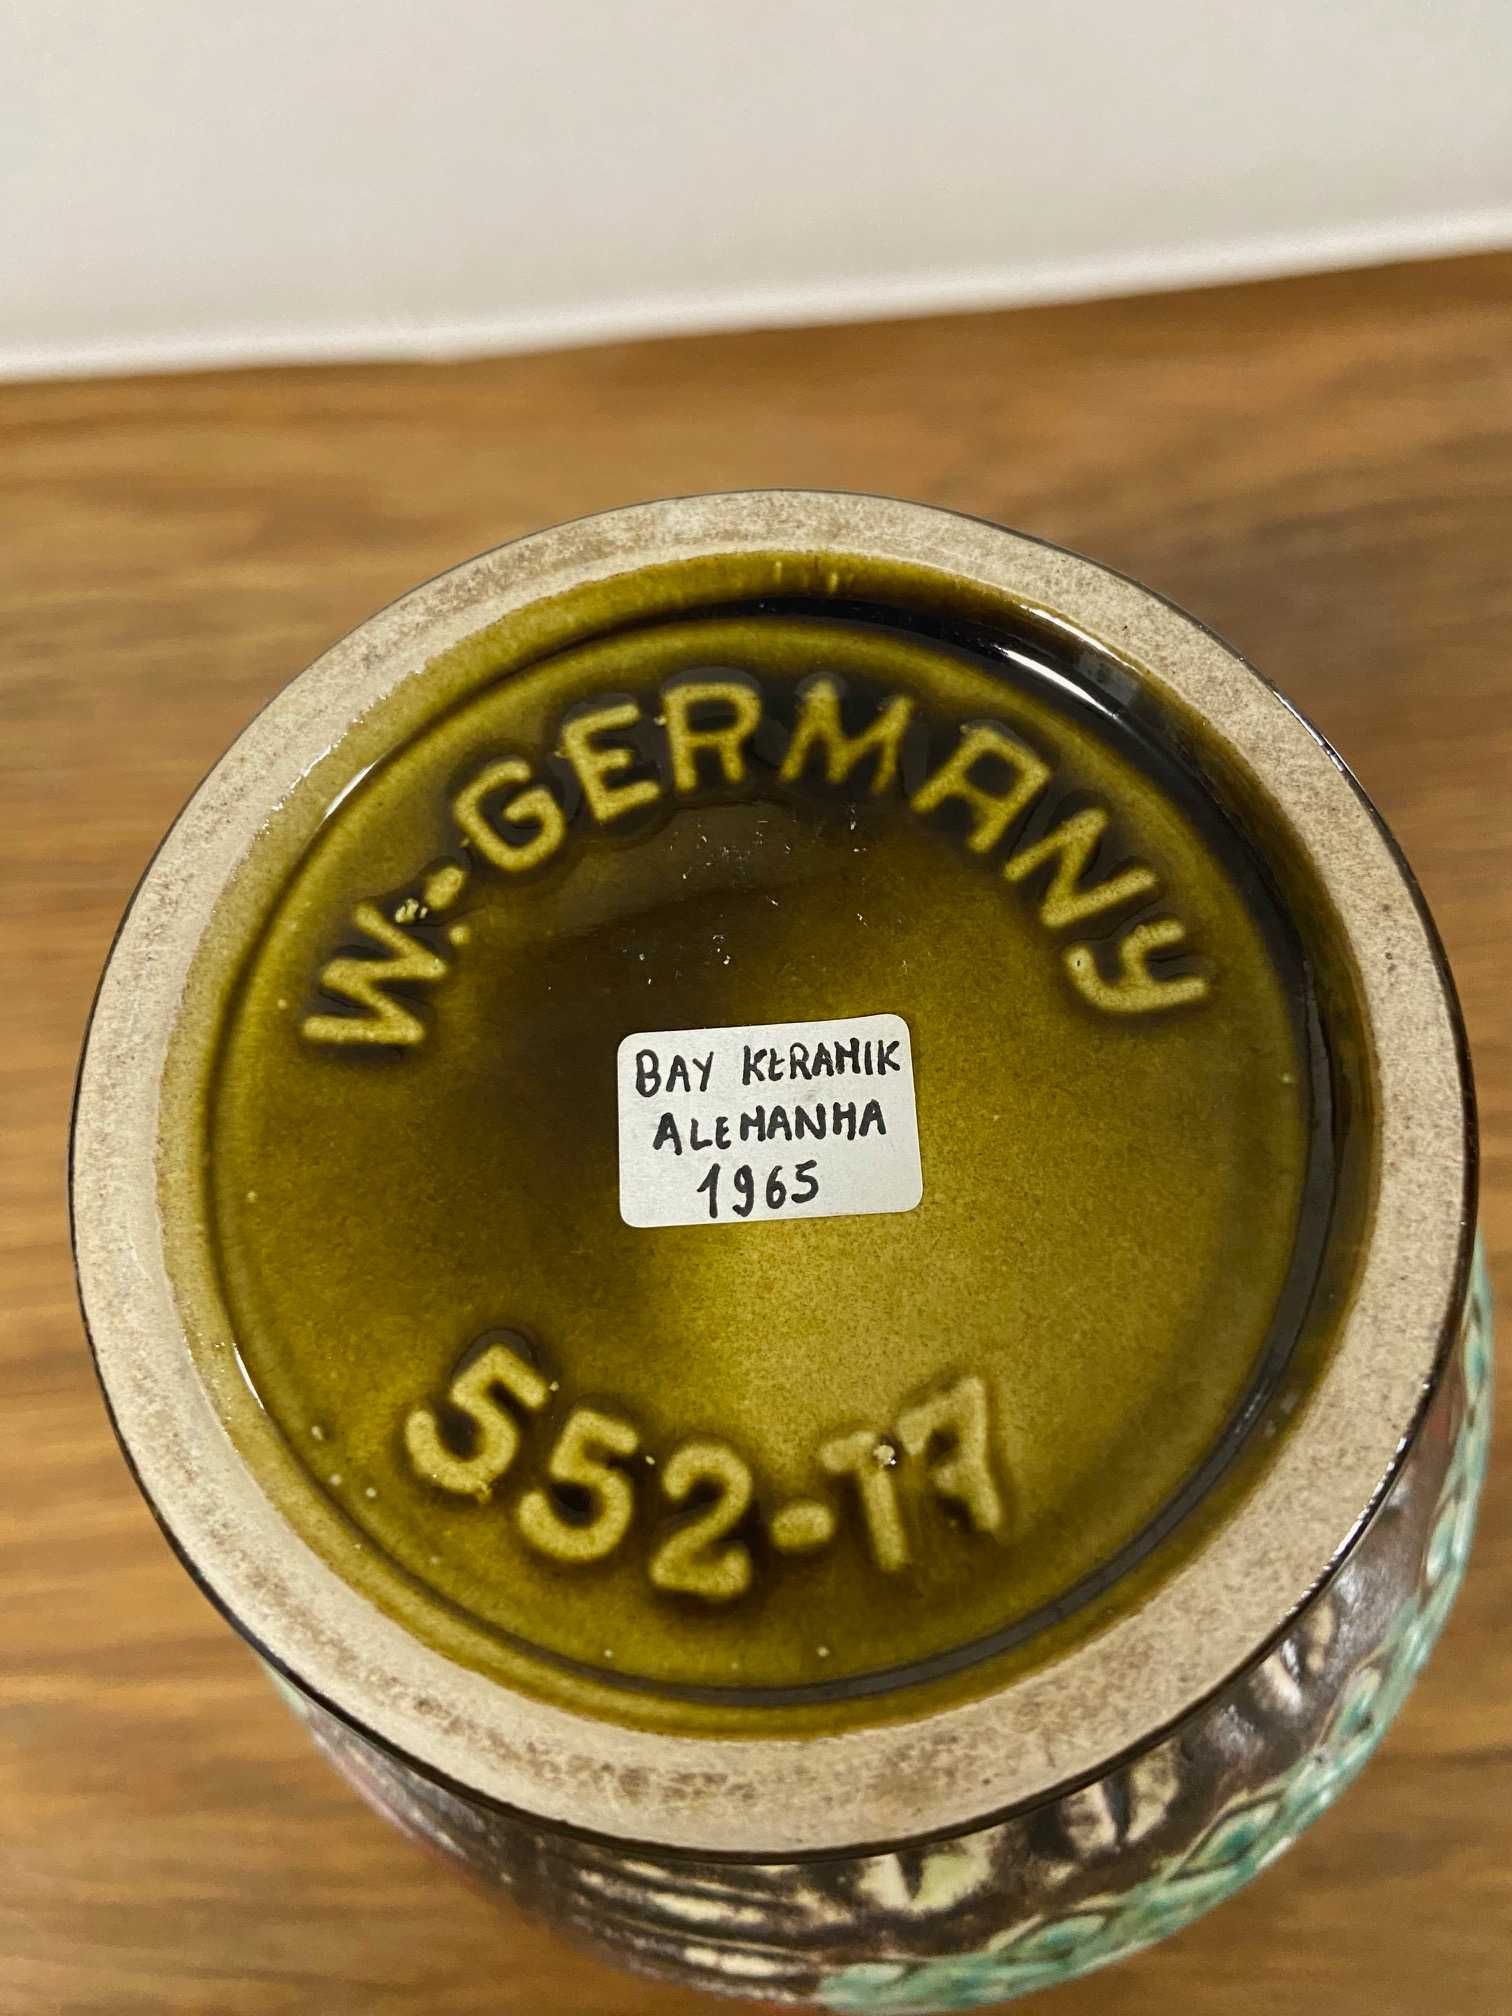 W.-GERMANY
BAY KERAMIK
ALEMANHA
1965
552-17